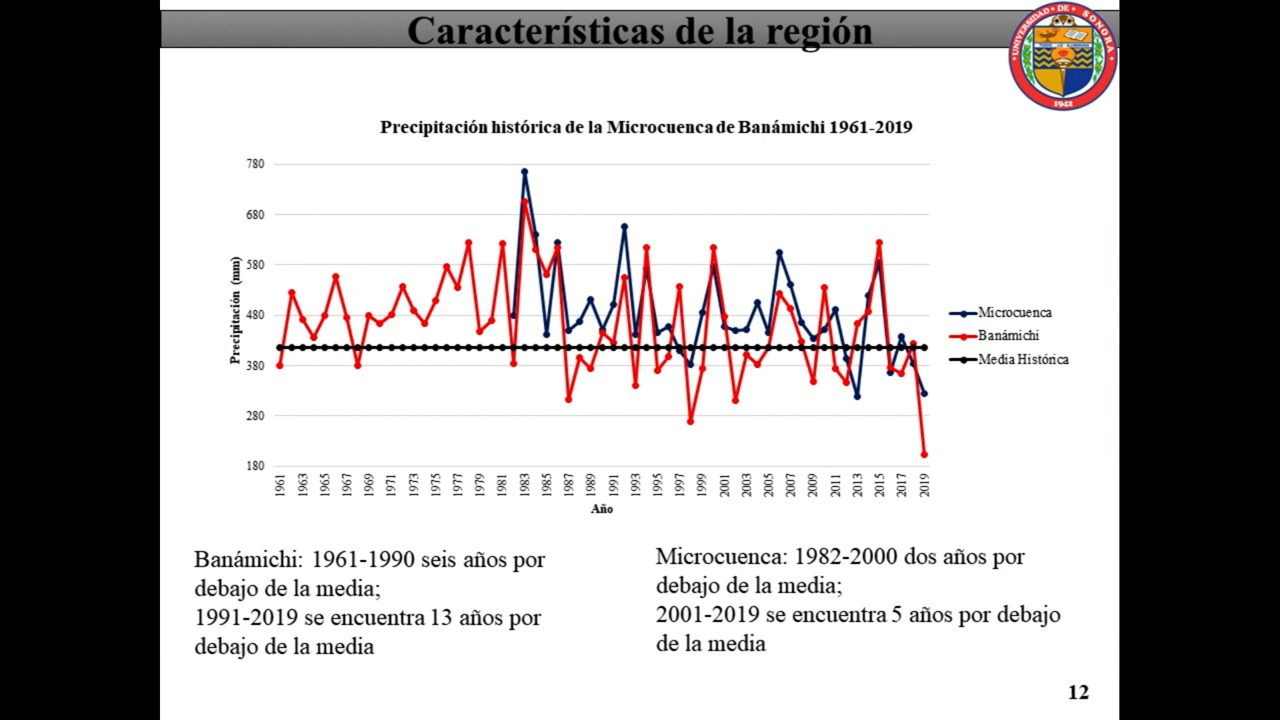 Características de la región
UNIVERSIDAD DE SONORA
1942
Precipitación histórica de la Microcuenca de Banámichi 1961-2019
Precipitación (mm)
780
680
580
480
380
280
180
1961 1963 1965 1967 1969 1971 1973 1975 1977 1979 1981 1983 1985 1987 1989 1991 1993 1995 1997 1999 2001 2003 2005 2007 2009 2011 2013 2015 2017 2019
Año
Microcuenca
Banámichi
Media Histórica
Banámichi: 1961-1990 seis años por
debajo de la media;
1991-2019 se encuentra 13 años por
debajo de la media
Microcuenca: 1982-2000 dos años por
debajo de la media;
2001-2019 se encuentra 5 años por debajo
de la media
12